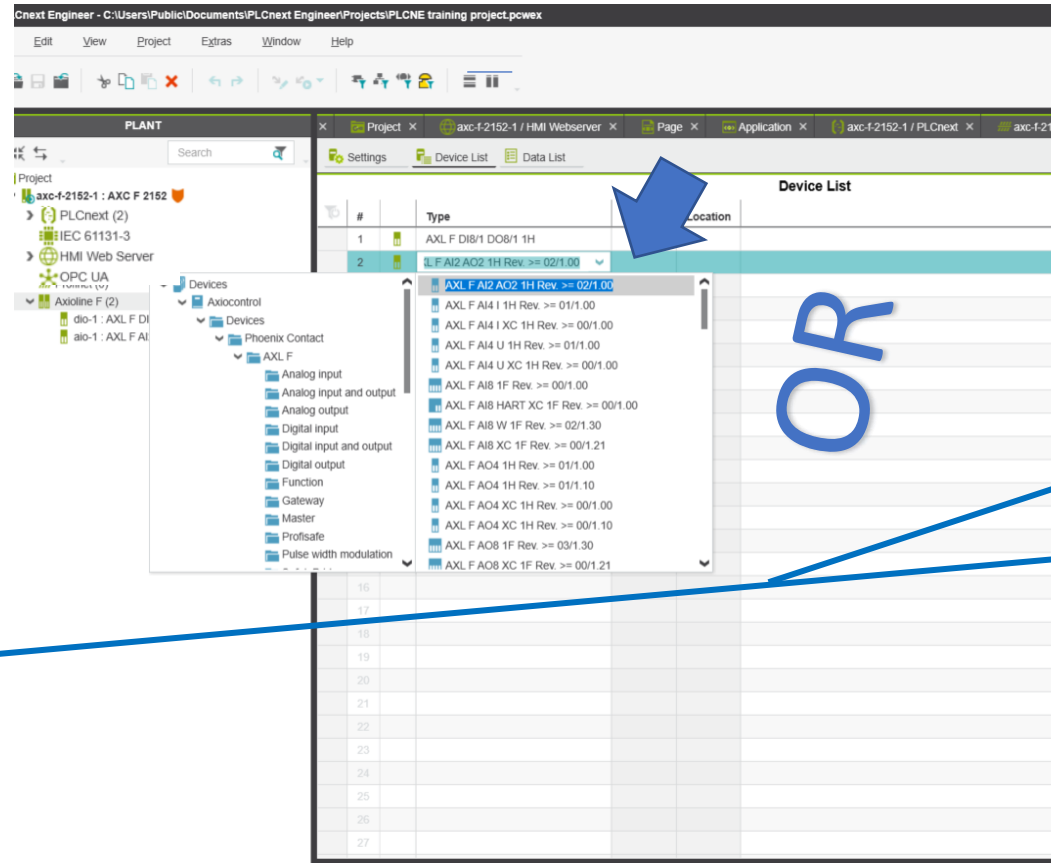 Cnext Engineer - C:\Users\Public\Documents\PLCnext Engineer\Projects\PLCNE training project.pcwex
Edit View Project Extras Window Help
PLANT
× Project × axc-f-2152-1 / HMI Webserver × Page × Application × axc-f-2152-1 / PLCnext × axc-f-21
Search
Settings Device List Data List
Project
axc-f-2152-1 : AXC F 2152
PLCnext (2)
IEC 61131-3
HMI Web Server
OPC UA
Axioline F (2)
dio-1 : AXL F DI
aio-1 : AXL F AI
Device List
# Type Location
1 AXL F DI8/1 DO8/1 1H
2 L F AI2 AO2 1H Rev. >= 02/1.00
Devices
Axiocontrol
Devices
Phoenix Contact
AXL F
Analog input
Analog input and output
Analog output
Digital input
Digital input and output
Digital output
Function
Gateway
Master
Profisafe
Pulse width modulation
AXL F AI2 AO2 1H Rev. >= 02/1.00
AXL F AI4 I 1H Rev. >= 01/1.00
AXL F AI4 I XC 1H Rev. >= 00/1.00
AXL F AI4 U 1H Rev. >= 01/1.00
AXL F AI4 U XC 1H Rev. >= 00/1.00
AXL F AI8 1F Rev. >= 00/1.00
AXL F AI8 HART XC 1F Rev. >= 00/1.00
AXL F AI8 W 1F Rev. >= 02/1.30
AXL F AI8 XC 1F Rev. >= 00/1.21
AXL F AO4 1H Rev. >= 01/1.00
AXL F AO4 1H Rev. >= 01/1.10
AXL F AO4 XC 1H Rev. >= 00/1.00
AXL F AO4 XC 1H Rev. >= 00/1.10
AXL F AO8 1F Rev. >= 03/1.30
AXL F AO8 XC 1F Rev. >= 00/1.21
OR
16
17
18
19
20
21
22
23
24
25
26
27